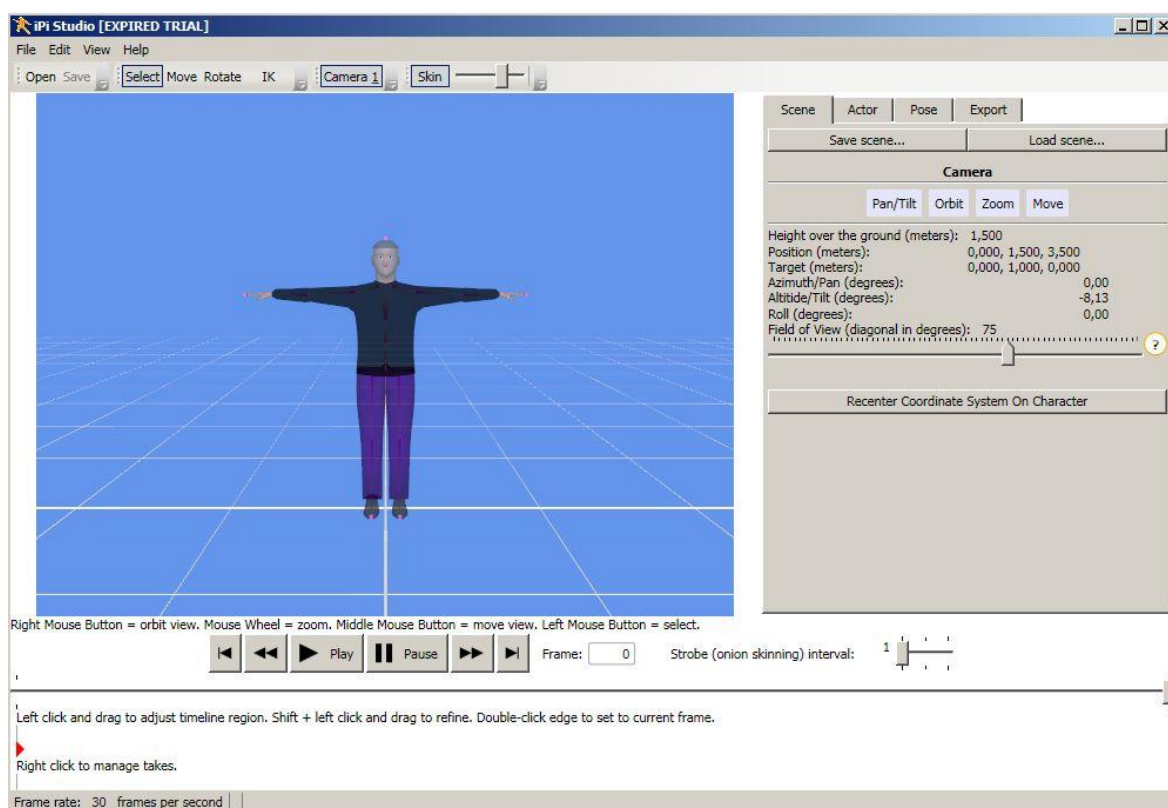 iPi Studio [EXPIRED TRIAL]
File Edit View Help
Open Save Select Move Rotate IK Camera 1 Skin
Scene Actor Pose Export
Save scene... Load scene...
Camera
Pan/Tilt Orbit Zoom Move
Height over the ground (meters): 1,500
Position (meters): 0,000, 1,500, 3,500
Target (meters): 0,000, 1,000, 0,000
Azimuth/Pan (degrees): 0,00
Altitide/Tilt (degrees): -8,13
Roll (degrees): 0,00
Field of View (diagonal in degrees): 75
?
Recenter Coordinate System On Character
Right Mouse Button = orbit view. Mouse Wheel = zoom. Middle Mouse Button = move view. Left Mouse Button = select.
Play Pause Frame: 0 Strobe (onion skinning) interval: 1
Left click and drag to adjust timeline region. Shift + left click and drag to refine. Double-click edge to set to current frame.
Right click to manage takes.
Frame rate: 30 frames per second